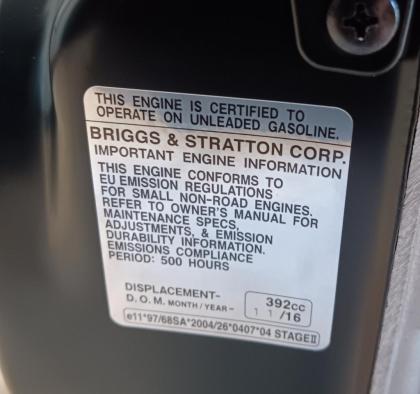 THIS ENGINE IS CERTIFIED TO
OPERATE ON UNLEADED GASOLINE.
BRIGGS & STRATTON CORP.
IMPORTANT ENGINE INFORMATION
THIS ENGINE CONFORMS TO
EU EMISSION REGULATIONS
FOR SMALL NON-ROAD ENGINES.
REFER TO OWNER'S MANUAL FOR
MAINTENANCE SPECS,
ADJUSTMENTS, & EMISSION
DURABILITY INFORMATION.
EMISSIONS COMPLIANCE
PERIOD: 500 HOURS
DISPLACEMENT- 392cc
D.O.M. MONTH/YEAR- 11/16
e11*97/68SA*2004/26*0407*04 STAGEⅡ